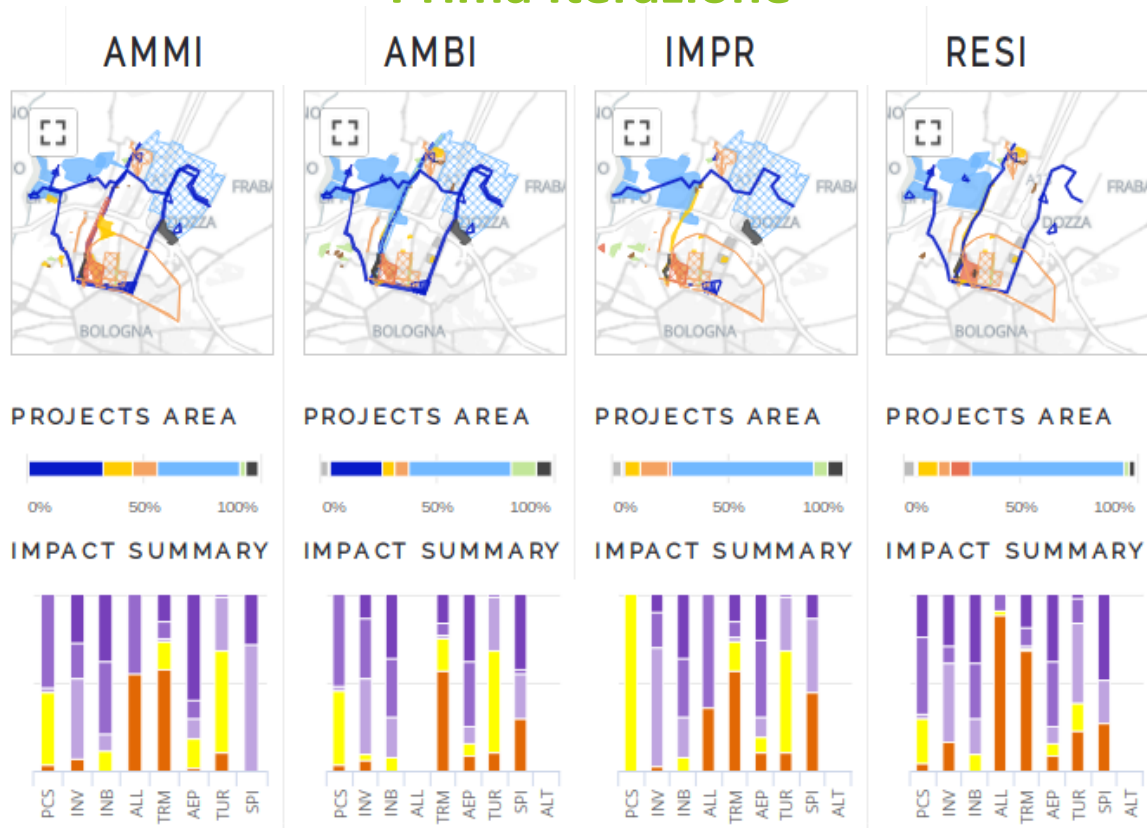 Prima Iterazione
AMMI
AMBI
IMPR
RESI
FRABA
DOZZA
BOLOGNA
FRABA
DOZZA
BOLOGNA
FRABA
DOZZA
BOLOGNA
FRABA
DOZZA
BOLOGNA
PROJECTS AREA
PROJECTS AREA
PROJECTS AREA
PROJECTS AREA
0% 50% 100%
0% 50% 100%
0% 50% 100%
0% 50% 100%
IMPACT SUMMARY
IMPACT SUMMARY
IMPACT SUMMARY
IMPACT SUMMARY
PCS INV INB ALL TRM AEP TUR SPI
PCS INV INB ALL TRM AEP TUR SPI ALT
PCS INV INB ALL TRM AEP TUR SPI ALT
PCS INV INB ALL TRM AEP TUR SPI ALT